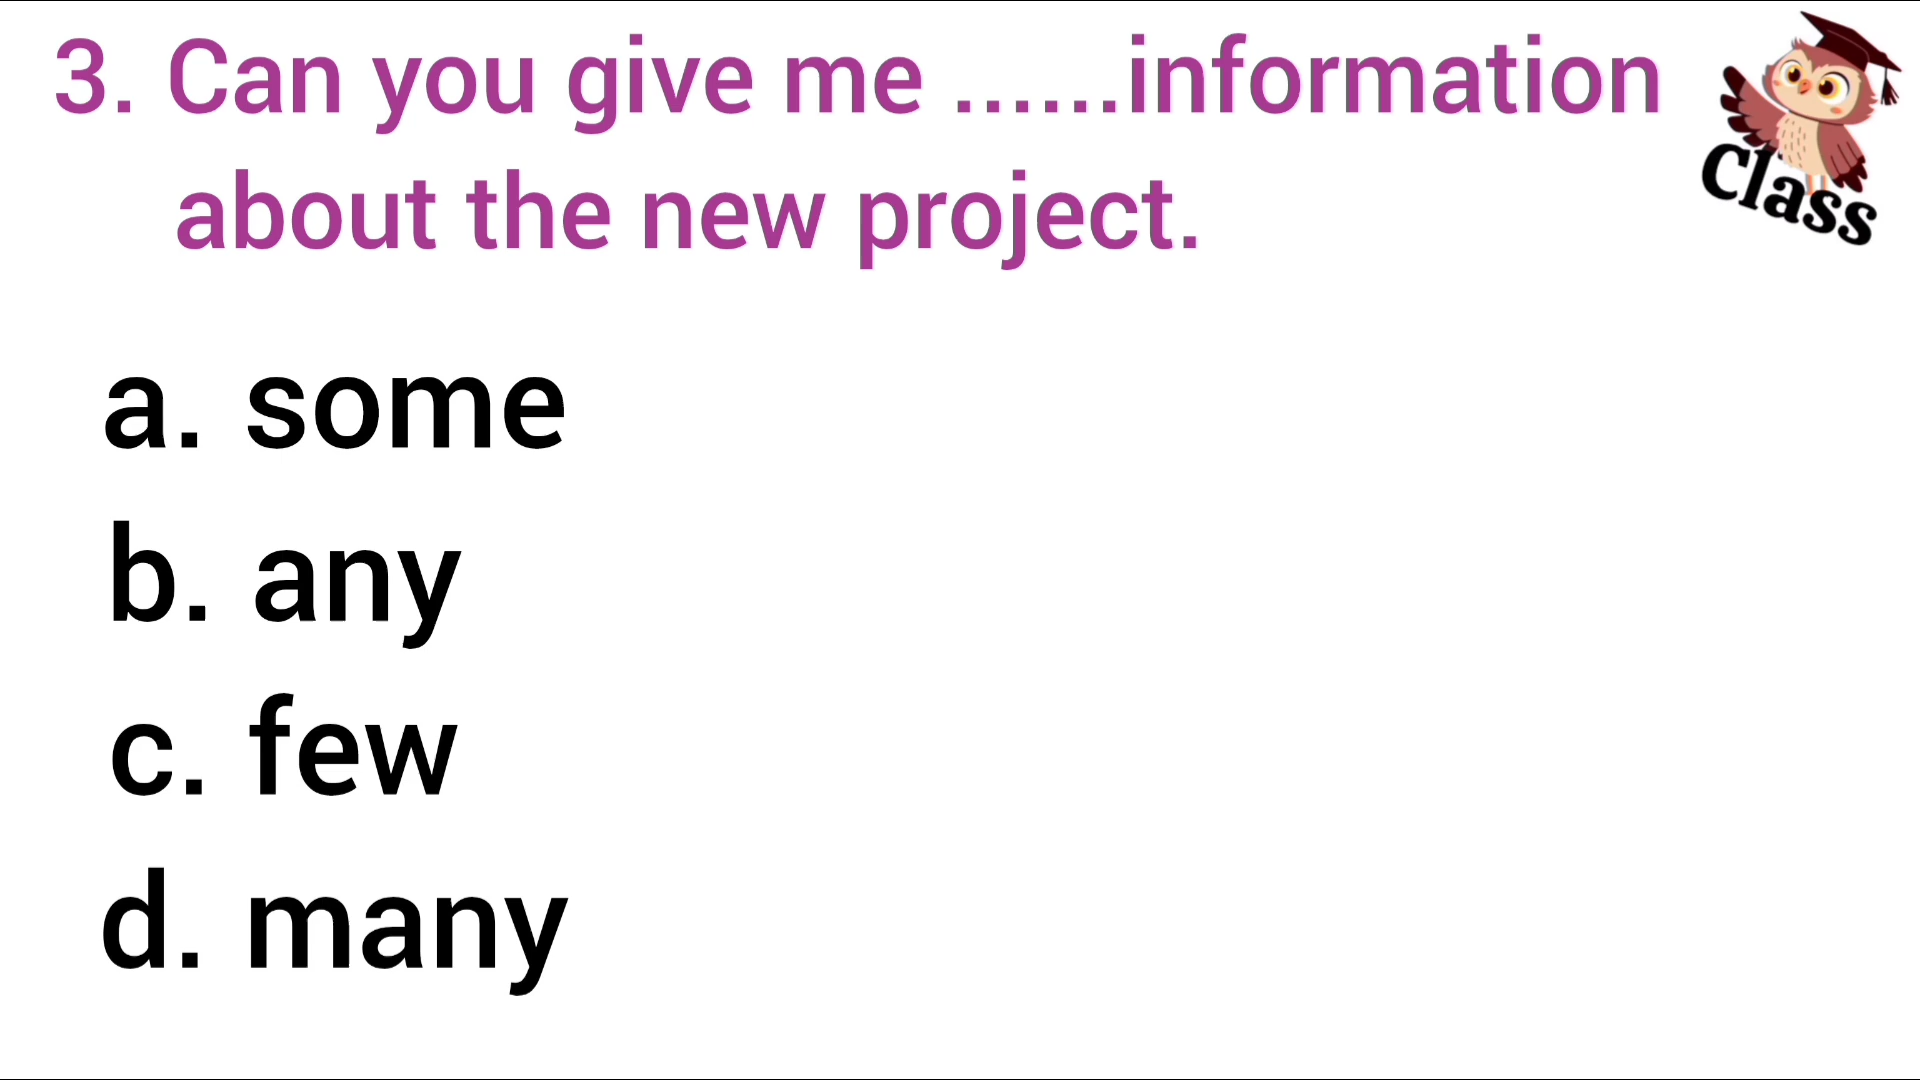 3. Can you give me ......information
about the new project.
Class
a. some
b. any
c. few
d. many